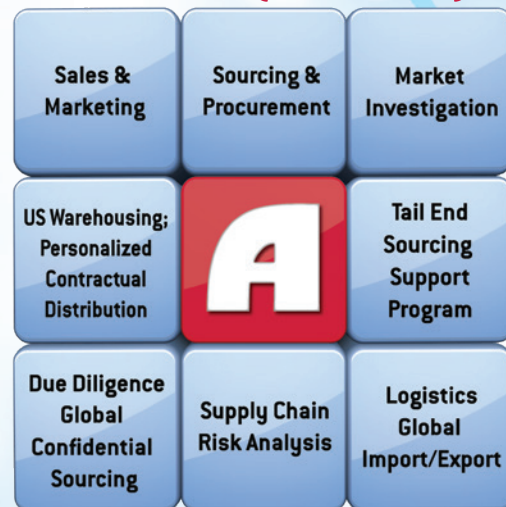 Sales &
Marketing
Sourcing &
Procurement
Market
Investigation
US Warehousing;
Personalized
Contractual
Distribution
A
Tail End
Sourcing
Support
Program
Due Diligence
Global
Confidential
Sourcing
Supply Chain
Risk Analysis
Logistics
Global
Import/Export